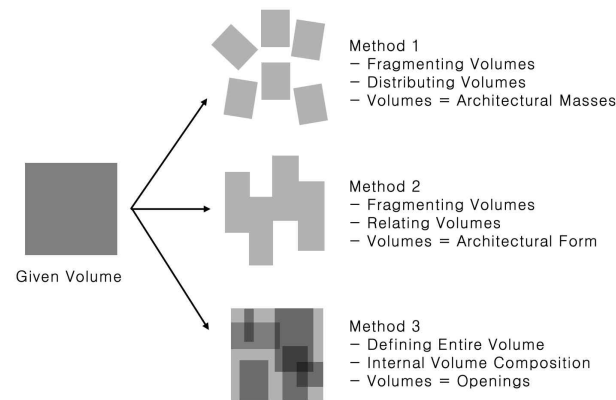 Method 1
– Fragmenting Volumes
– Distributing Volumes
– Volumes = Architectural Masses
Given Volume
Method 2
– Fragmenting Volumes
– Relating Volumes
– Volumes = Architectural Form
Method 3
– Defining Entire Volume
– Internal Volume Composition
– Volumes = Openings